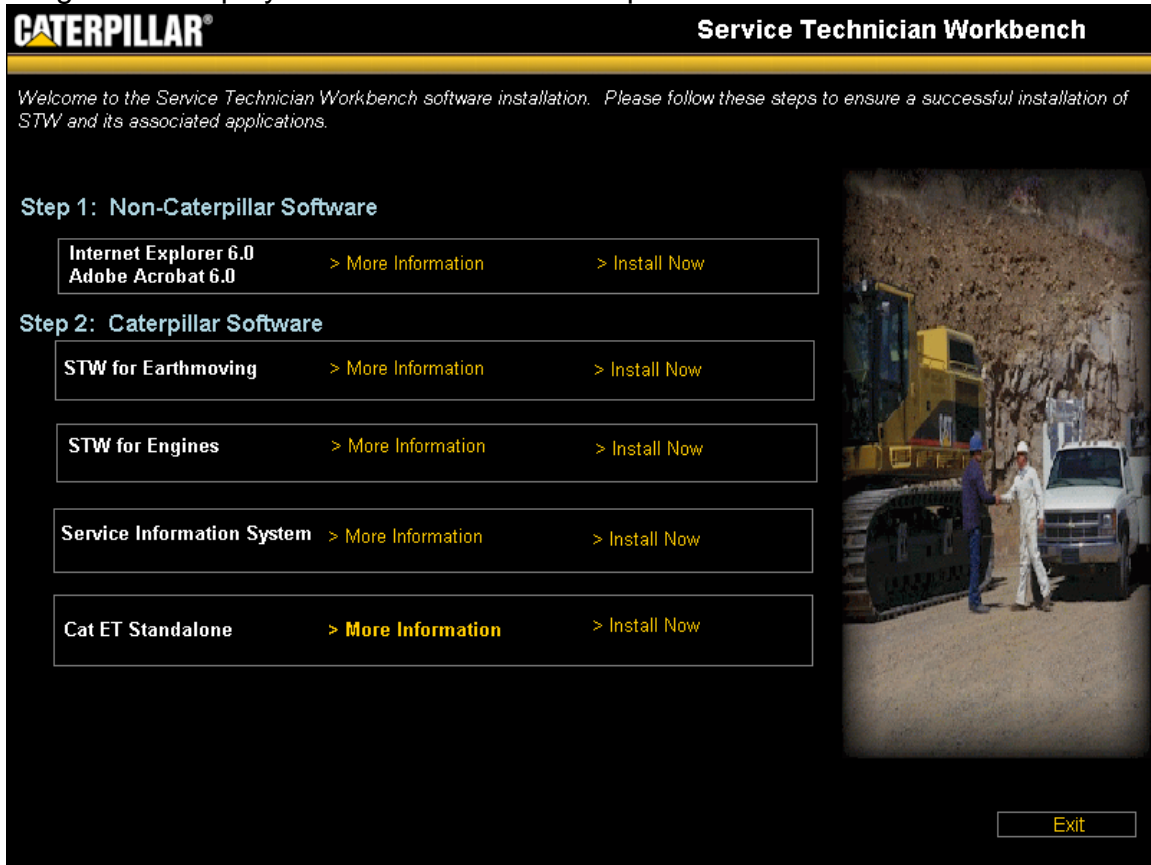 CATERPILLAR®
Service Technician Workbench
Welcome to the Service Technician Workbench software installation. Please follow these steps to ensure a successful installation of
STW and its associated applications.
Step 1: Non-Caterpillar Software
Internet Explorer 6.0
Adobe Acrobat 6.0
> More Information
> Install Now
Step 2: Caterpillar Software
STW for Earthmoving > More Information > Install Now
STW for Engines > More Information > Install Now
Service Information System > More Information > Install Now
Cat ET Standalone > More Information > Install Now
CAT
Exit